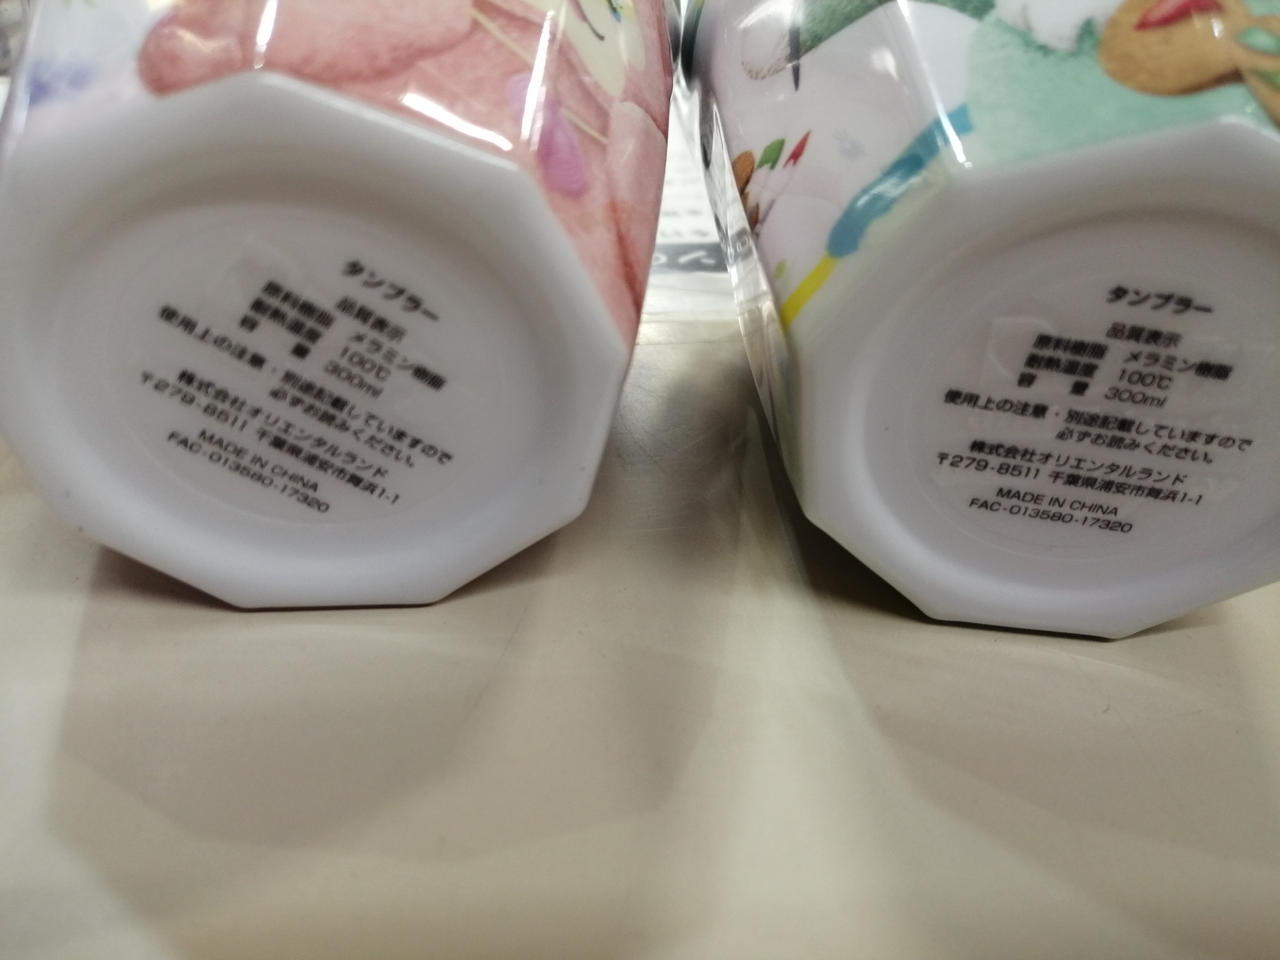 タンブラー
品質表示
原料樹脂 メラミン樹脂
耐熱温度 100℃
容量 300ml
使用上の注意・別途記載していますので
必ずお読みください。
株式会社オリエンタルランド
〒279-8511 千葉県浦安市舞浜1-1
MADE IN CHINA
FAC-013580-17320
タンブラー
品質表示
原料樹脂 メラミン樹脂
耐熱温度 100℃
容量 300ml
使用上の注意・別途記載していますので
必ずお読みください。
株式会社オリエンタルランド
〒279-8511 千葉県浦安市舞浜1-1
MADE IN CHINA
FAC-013580-17320